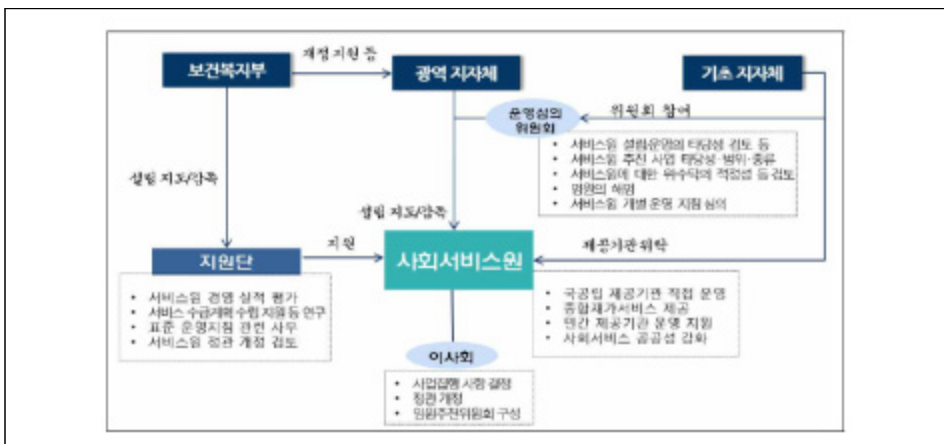 재정지원 등
보건복지부
광역 지자체
기초 지자체
운영심의
위원회
위원회 참여
• 서비스원 설립운영의 타당성 검토 등
• 서비스원 추진 사업 타당성·범위·종류
• 서비스원에 대한 위수탁의 적정성 등 검토
• 임원의 해명
• 서비스원 개별 운영 지침 심의
설립 지도/감독
설립 지도/감독
지원
제공기관위탁
지원단
사회서비스원
• 서비스원 경영 실적 평가
• 서비스 수급계획 수립 지원 등 연구
• 표준 운영지침 관련 사무
• 서비스원 정관 개정 검토
• 국공립 제공기관 직접 운영
• 종합재가서비스 제공
• 민간 제공기관 운영 지원
• 사회서비스 공공성 강화
이사회
• 사업집행 사항 결정
• 정관 개정
• 임원추천위원회 구성